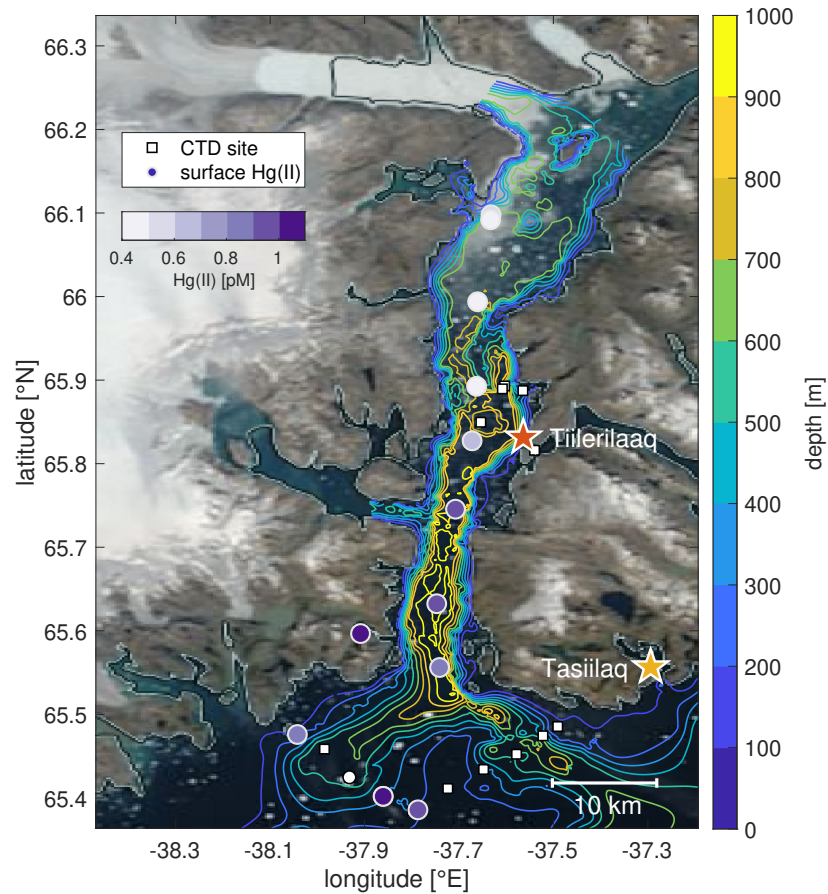 66.3
66.2
66.1
66
65.9
65.8
65.7
65.6
65.5
65.4
latitude [°N]
CTD site
surface Hg(II)
0.4 0.6 0.8 1
Hg(II) [pM]
Tiilerilaaq
Tasiilaq
10 km
-38.3 -38.1 -37.9 -37.7 -37.5 -37.3
longitude [°E]
1000
900
800
700
600
500
400
300
200
100
0
depth [m]